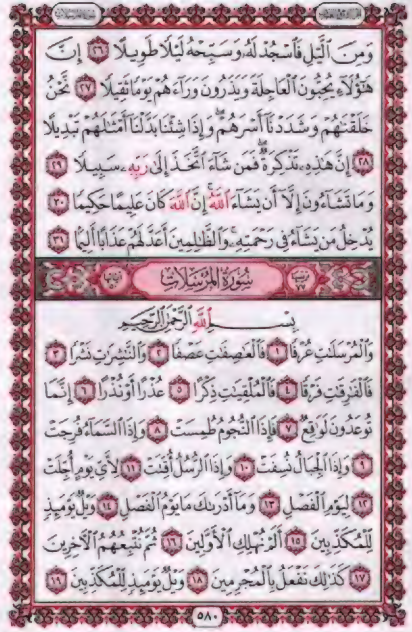 وَمِنَ ٱلَّيْلِ فَٱسْجُدْ لَهُۥ وَسَبِّحْهُ لَيْلًا طَوِيلًا ٢٦ إِنَّ
هَٰٓؤُلَآءِ يُحِبُّونَ ٱلْعَاجِلَةَ وَيَذَرُونَ وَرَآءَهُمْ يَوْمًا ثَقِيلًا ٢٧ نَّحْنُ
خَلَقْنَٰهُمْ وَشَدَدْنَآ أَسْرَهُمْ ۖ وَإِذَا شِئْنَا بَدَّلْنَآ أَمْثَٰلَهُمْ تَبْدِيلًا
٢٨ إِنَّ هَٰذِهِۦ تَذْكِرَةٌ ۖ فَمَن شَآءَ ٱتَّخَذَ إِلَىٰ رَبِّهِۦ سَبِيلًا ٢٩
وَمَا تَشَآءُونَ إِلَّآ أَن يَشَآءَ ٱللَّهُ ۚ إِنَّ ٱللَّهَ كَانَ عَلِيمًا حَكِيمًا ٣٠
يُدْخِلُ مَن يَشَآءُ فِى رَحْمَتِهِۦ ۚ وَٱلظَّٰلِمِينَ أَعَدَّ لَهُمْ عَذَابًا أَلِيمًۢا ٣١
سُورَةُ المُرْسَلَاتِ
بِسْمِ ٱللَّهِ ٱلرَّحْمَٰنِ ٱلرَّحِيمِ
وَٱلْمُرْسَلَٰتِ عُرْفًا ١ فَٱلْعَٰصِفَٰتِ عَصْفًا ٢ وَٱلنَّٰشِرَٰتِ نَشْرًا ٣
فَٱلْفَٰرِقَٰتِ فَرْقًا ٤ فَٱلْمُلْقِيَٰتِ ذِكْرًا ٥ عُذْرًا أَوْ نُذْرًا ٦ إِنَّمَا
تُوعَدُونَ لَوَٰقِعٌ ٧ فَإِذَا ٱلنُّجُومُ طُمِسَتْ ٨ وَإِذَا ٱلسَّمَآءُ فُرِجَتْ
٩ وَإِذَا ٱلْجِبَالُ نُسِفَتْ ١٠ وَإِذَا ٱلرُّسُلُ أُقِّتَتْ ١١ لِأَىِّ يَوْمٍ أُجِّلَتْ
١٢ لِيَوْمِ ٱلْفَصْلِ ١٣ وَمَآ أَدْرَىٰكَ مَا يَوْمُ ٱلْفَصْلِ ١٤ وَيْلٌ يَوْمَئِذٍ
لِّلْمُكَذِّبِينَ ١٥ أَلَمْ نُهْلِكِ ٱلْأَوَّلِينَ ١٦ ثُمَّ نُتْبِعُهُمُ ٱلْءَاخِرِينَ
١٧ كَذَٰلِكَ نَفْعَلُ بِٱلْمُجْرِمِينَ ١٨ وَيْلٌ يَوْمَئِذٍ لِّلْمُكَذِّبِينَ ١٩
٥٨٠